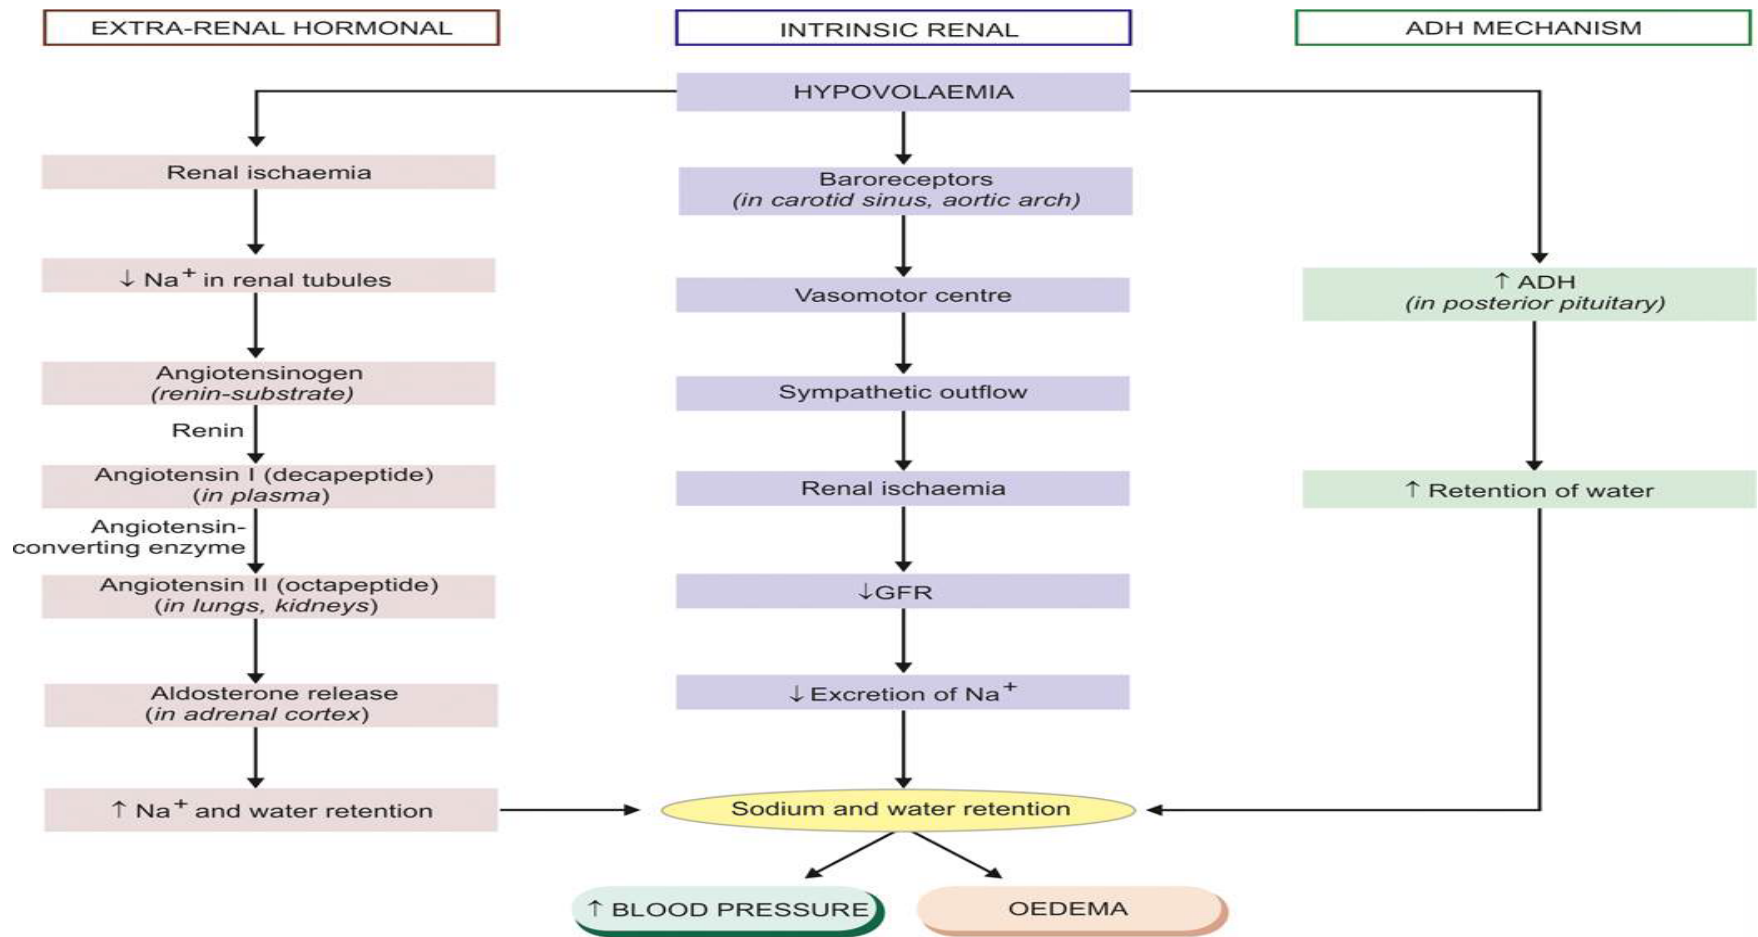 EXTRA-RENAL HORMONAL
INTRINSIC RENAL
ADH MECHANISM
HYPOVOLAEMIA
Renal ischaemia
↓ Na⁺ in renal tubules
Angiotensinogen
(renin-substrate)
Renin
Angiotensin I (decapeptide)
(in plasma)
Angiotensin-
converting enzyme
Angiotensin II (octapeptide)
(in lungs, kidneys)
Aldosterone release
(in adrenal cortex)
↑ Na⁺ and water retention
Baroreceptors
(in carotid sinus, aortic arch)
Vasomotor centre
Sympathetic outflow
Renal ischaemia
↓GFR
↓ Excretion of Na⁺
↑ ADH
(in posterior pituitary)
↑ Retention of water
Sodium and water retention
↑ BLOOD PRESSURE
OEDEMA